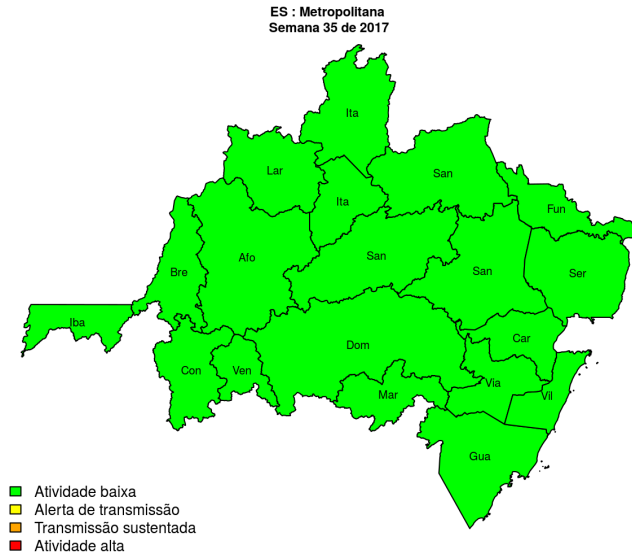 ES : Metropolitana
Semana 35 de 2017
Ita
Lar
San
Ita
Fun
Afo
San
San
Bre
Ser
Iba
Car
Dom
Con
Ven
Via
Mar
Vil
Gua
Atividade baixa
Alerta de transmissão
Transmissão sustentada
Atividade alta